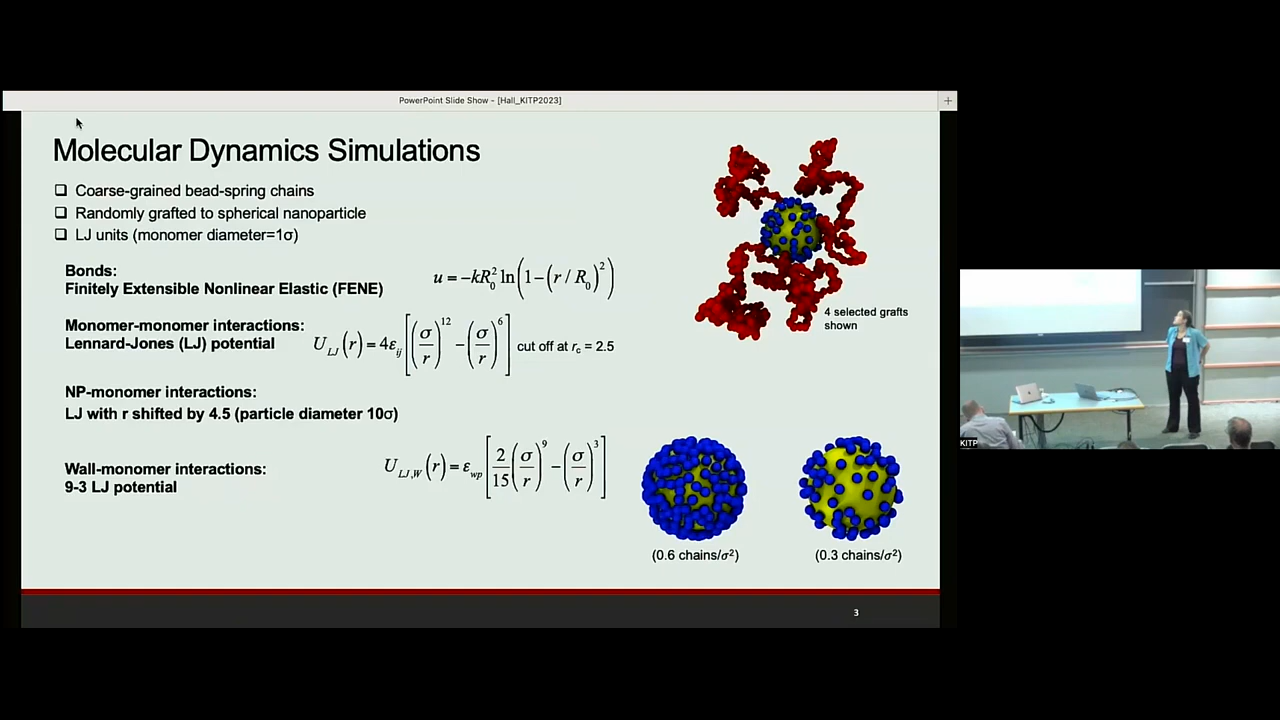 PowerPoint Slide Show - [Hall_KITP2023]
Molecular Dynamics Simulations
❑ Coarse-grained bead-spring chains
❑ Randomly grafted to spherical nanoparticle
❑ LJ units (monomer diameter=1σ)
Bonds:
Finitely Extensible Nonlinear Elastic (FENE)
u = −kR₀² ln(1−(r / R₀)²)
Monomer-monomer interactions:
Lennard-Jones (LJ) potential
U_LJ(r) = 4ε_ij[(σ/r)¹² − (σ/r)⁶] cut off at r_c = 2.5
4 selected grafts
shown
NP-monomer interactions:
LJ with r shifted by 4.5 (particle diameter 10σ)
Wall-monomer interactions:
9-3 LJ potential
U_LJ,W(r) = ε_wp[2/15(σ/r)⁹ − (σ/r)³]
(0.6 chains/σ²)
(0.3 chains/σ²)
3
KITP